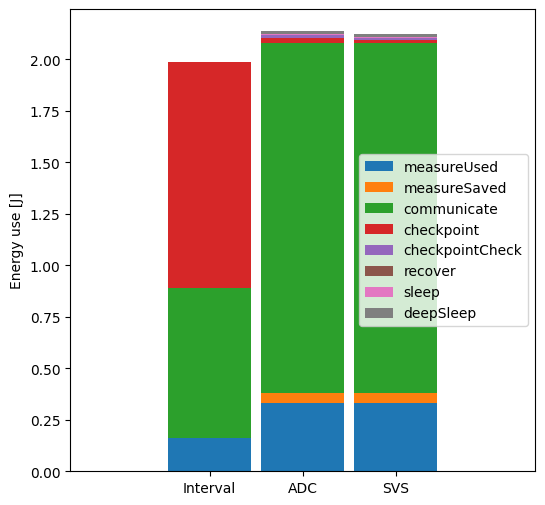 2.00
1.75
1.50
1.25
1.00
0.75
0.50
0.25
0.00
Energy use [J]
Interval
ADC
SVS
measureUsed
measureSaved
communicate
checkpoint
checkpointCheck
recover
sleep
deepSleep